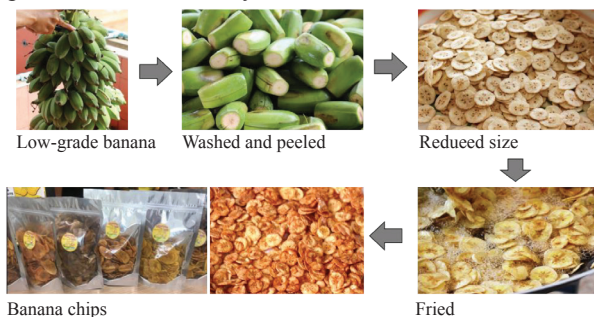 Low-grade banana
Washed and peeled
Redueed size
Fried
Banana chips